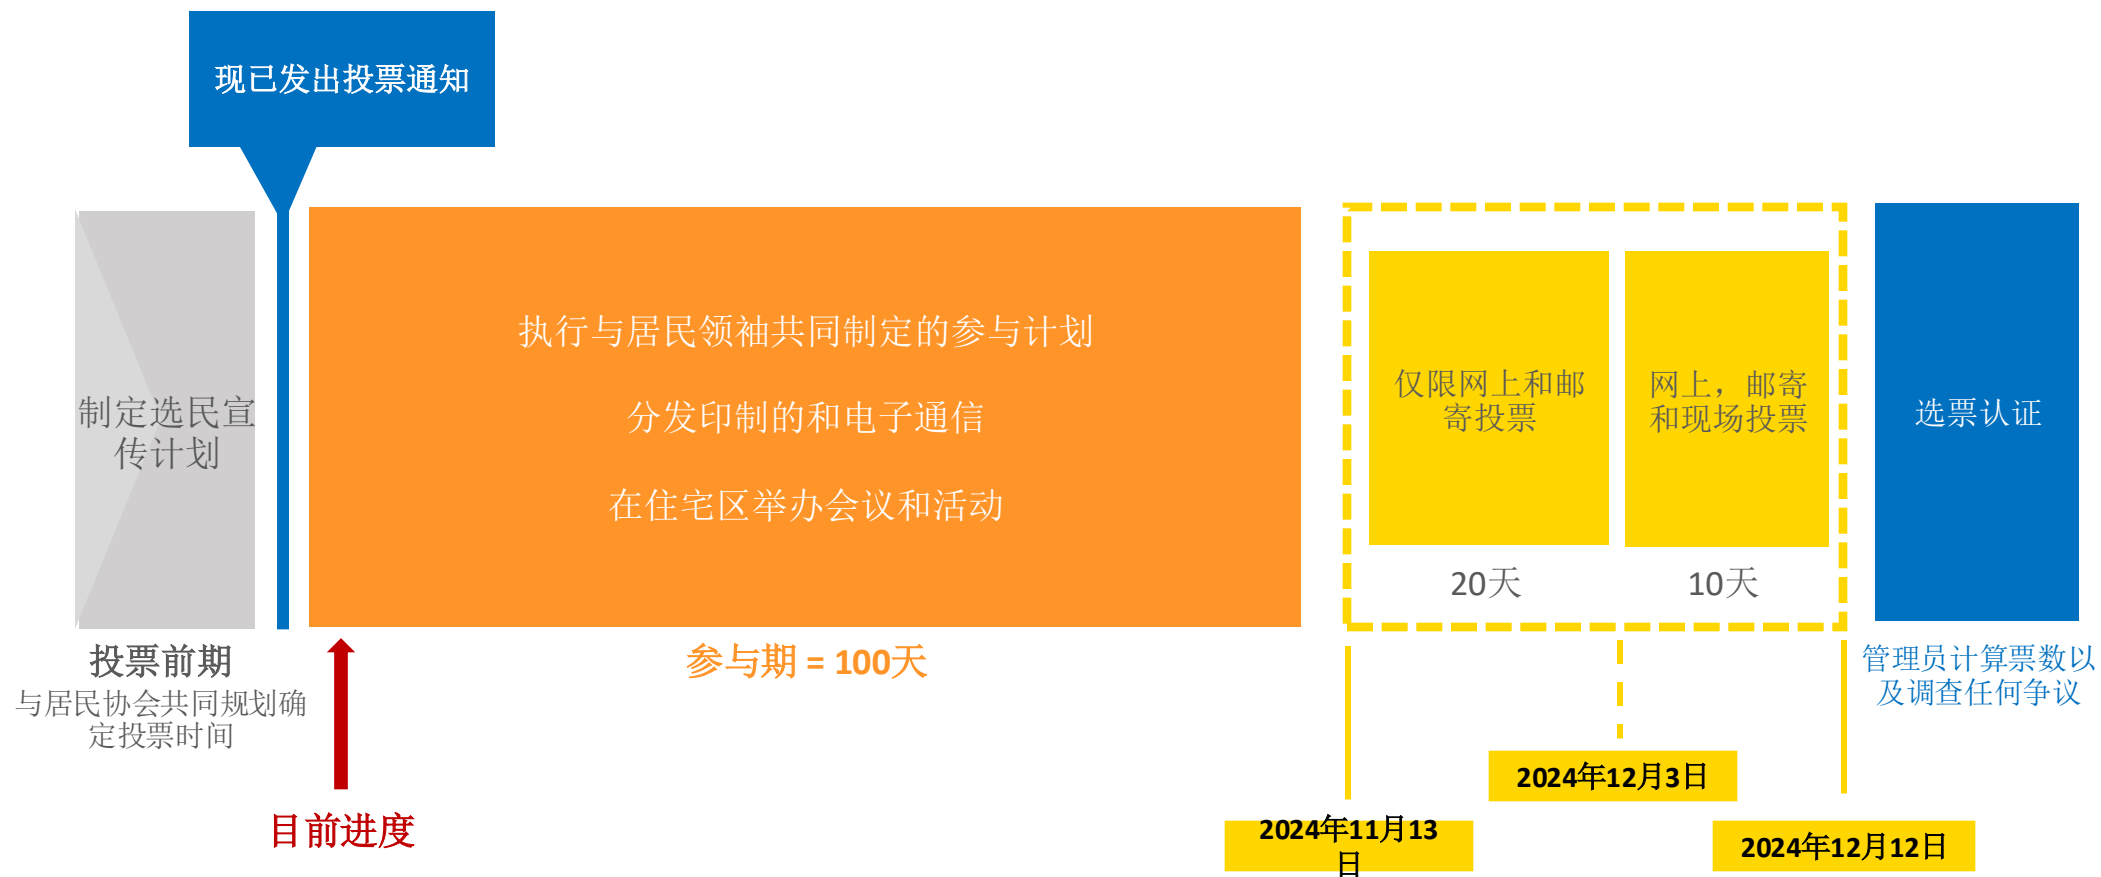 现已发出投票通知
制定选民宣
传计划
执行与居民领袖共同制定的参与计划
分发印制的和电子通信
在住宅区举办会议和活动
仅限网上和邮
寄投票
网上，邮寄
和现场投票
选票认证
20天
10天
投票前期
与居民协会共同规划确
定投票时间
参与期 = 100天
管理员计算票数以
及调查任何争议
目前进度
2024年12月3日
2024年11月13
日
2024年12月12日